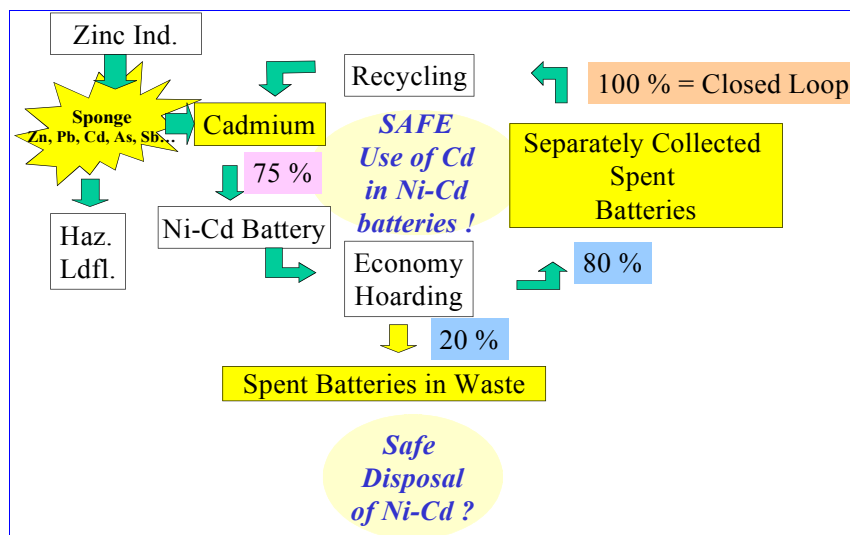 Zinc Ind.
Recycling
100 % = Closed Loop
Sponge
Zn, Pb, Cd, As, Sb...
Cadmium
SAFE
Use of Cd
in Ni-Cd
batteries !
Separately Collected
Spent
Batteries
75 %
Haz.
Ldfl.
Ni-Cd Battery
Economy
Hoarding
80 %
20 %
Spent Batteries in Waste
Safe
Disposal
of Ni-Cd ?